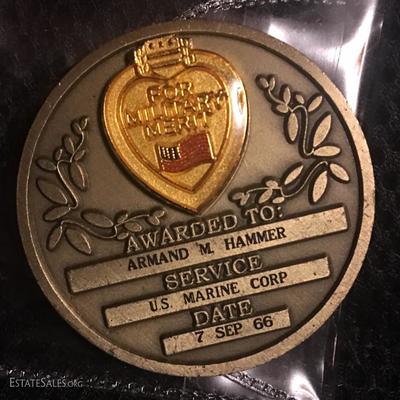 FOR
MILITARY
MERIT
AWARDED TO:
ARMAND M. HAMMER
SERVICE
U.S. MARINE CORP
DATE
7 SEP 66
ESTATESALES.ORG